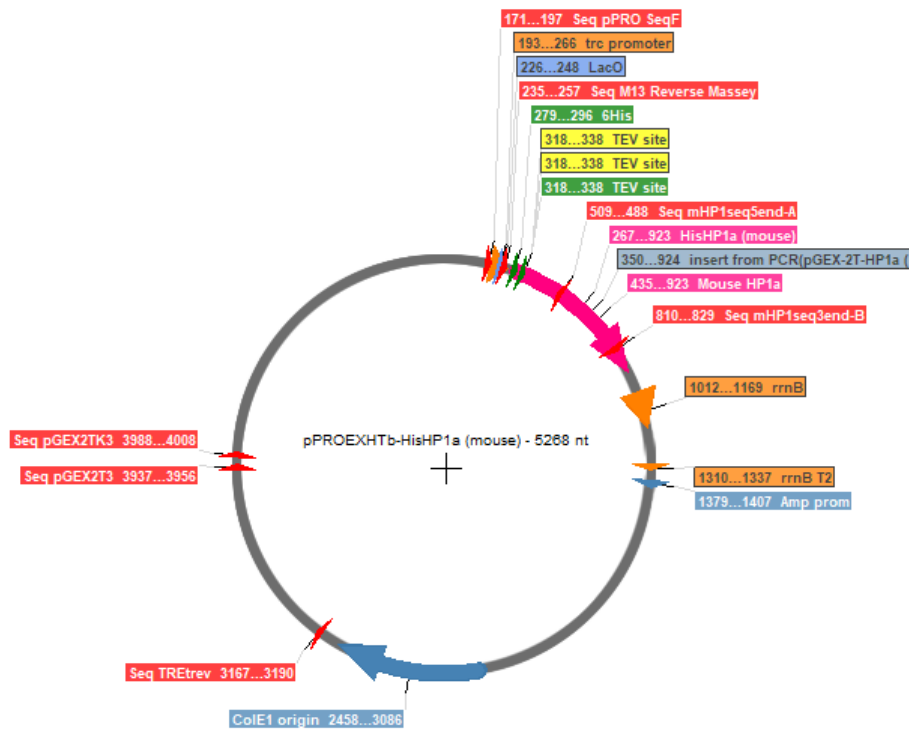 171...197 Seq pPRO SeqF
193...266 trc promoter
226...248 LacO
235...257 Seq M13 Reverse Massey
279...296 6His
318...338 TEV site
318...338 TEV site
318...338 TEV site
509...488 Seq mHP1seq5end-A
267...923 HisHP1a (mouse)
350...924 insert from PCR(pGEX-2T-HP1a (
435...923 Mouse HP1a
810...829 Seq mHP1seq3end-B
1012...1169 rrnB
pPROEXHTb-HisHP1a (mouse) - 5268 nt
Seq pGEX2TK3 3988...4008
Seq pGEX2T3 3937...3956
1310...1337 rrnB T2
1379...1407 Amp prom
Seq TREtrev 3167...3190
ColE1 origin 2458...3086